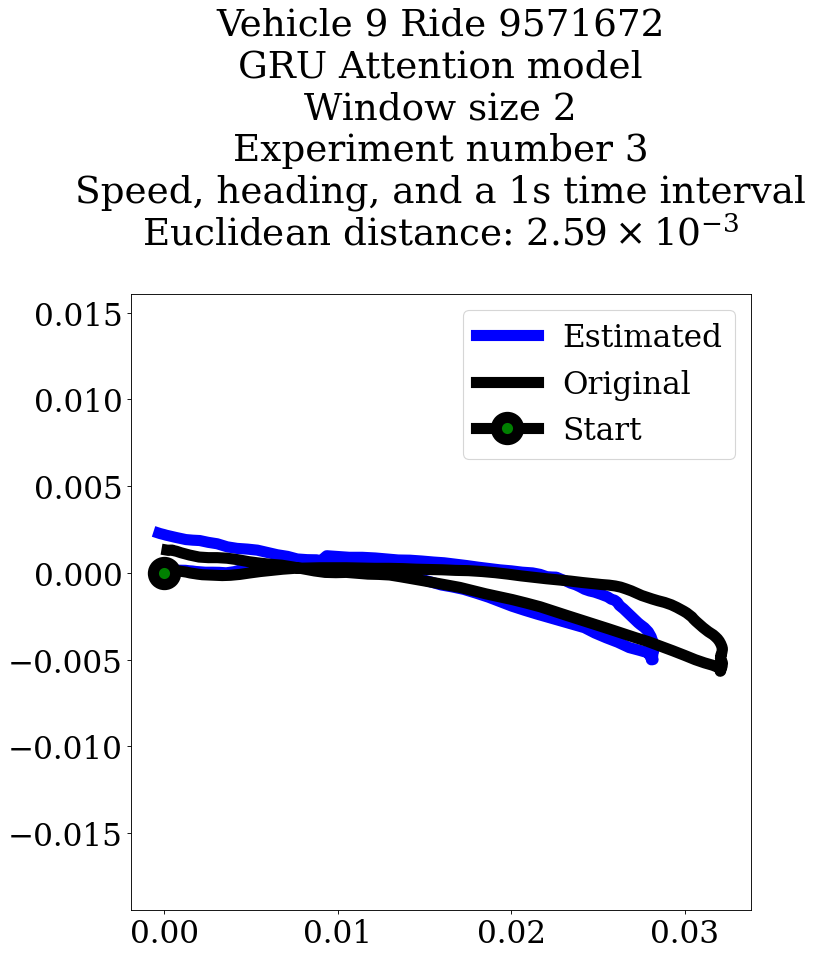 Vehicle 9 Ride 9571672
GRU Attention model
Window size 2
Experiment number 3
Speed, heading, and a 1s time interval
Euclidean distance: 2.59 × 10⁻³
Estimated
Original
Start
0.015
0.010
0.005
0.000
−0.005
−0.010
−0.015
0.00 0.01 0.02 0.03